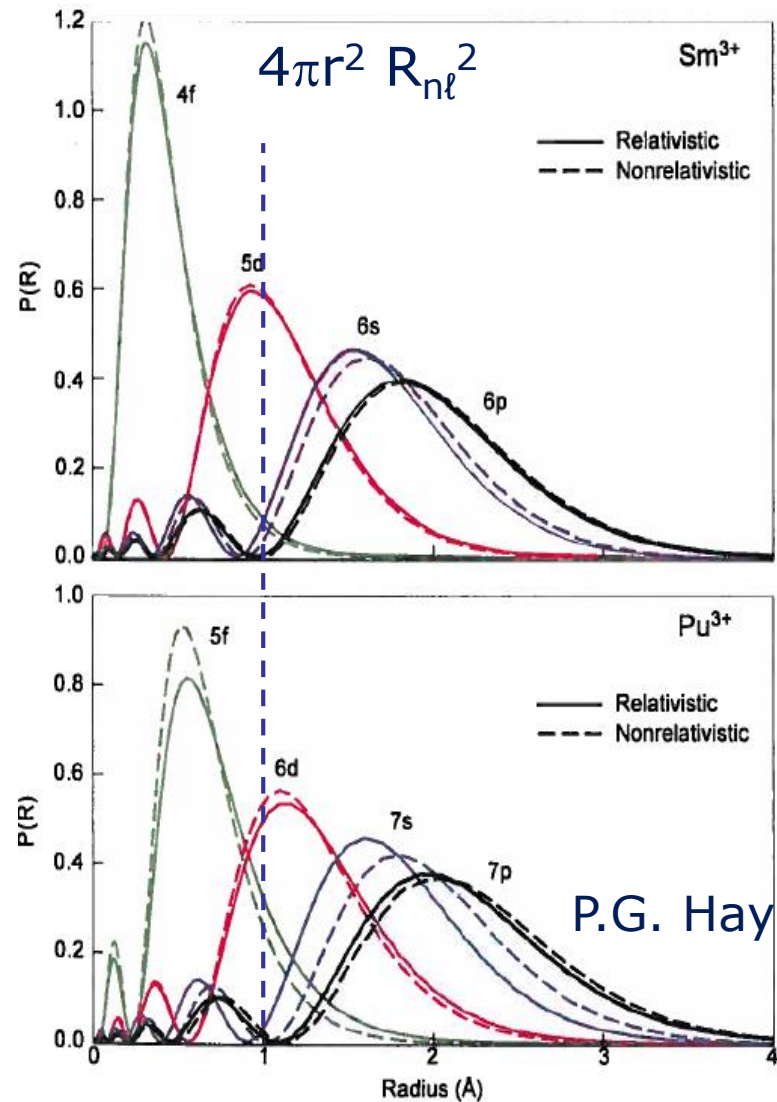 1.2
1.0
0.8
0.6
0.4
0.2
0.0
P(R)
4πr² Rnℓ²
Sm³⁺
4f
5d
6s
6p
Relativistic
Nonrelativistic
1.0
0.8
0.6
0.4
0.2
0.0
P(R)
Pu³⁺
5f
6d
7s
7p
Relativistic
Nonrelativistic
P.G. Hay
0 1 2 3 4
Radius (Å)